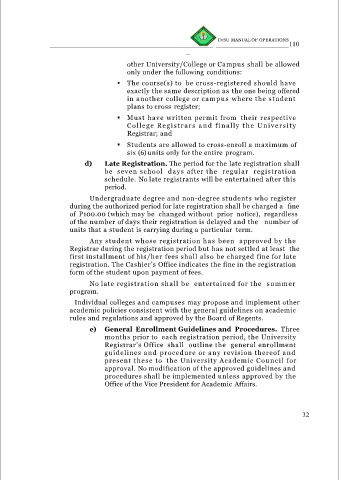 CVSU MANUAL OF OPERATIONS
110
other University/College or Campus shall be allowed
only under the following conditions:
• The course(s) to be cross-registered should have
exactly the same description as the one being offered
in another college or campus where the student
plans to cross register;
• Must have written permit from their respective
College Registrars and finally the University
Registrar; and
• Students are allowed to cross-enroll a maximum of
six (6) units only for the entire program.
d) Late Registration. The period for the late registration shall
be seven school days after the regular registration
schedule. No late registrants will be entertained after this
period.
Undergraduate degree and non-degree students who register
during the authorized period for late registration shall be charged a fine
of P100.00 (which may be changed without prior notice), regardless
of the number of days their registration is delayed and the number of
units that a student is carrying during a particular term.
Any student whose registration has been approved by the
Registrar during the registration period but has not settled at least the
first installment of his/her fees shall also be charged fine for late
registration. The Cashier's Office indicates the fine in the registration
form of the student upon payment of fees.
No late registration shall be entertained for the summer
program.
Individual colleges and campuses may propose and implement other
academic policies consistent with the general guidelines on academic
rules and regulations and approved by the Board of Regents.
e) General Enrollment Guidelines and Procedures. Three
months prior to each registration period, the University
Registrar's Office shall outline the general enrollment
guidelines and procedure or any revision thereof and
present these to the University Academic Council for
approval. No modification of the approved guidelines and
procedures shall be implemented unless approved by the
Office of the Vice President for Academic Affairs.
32